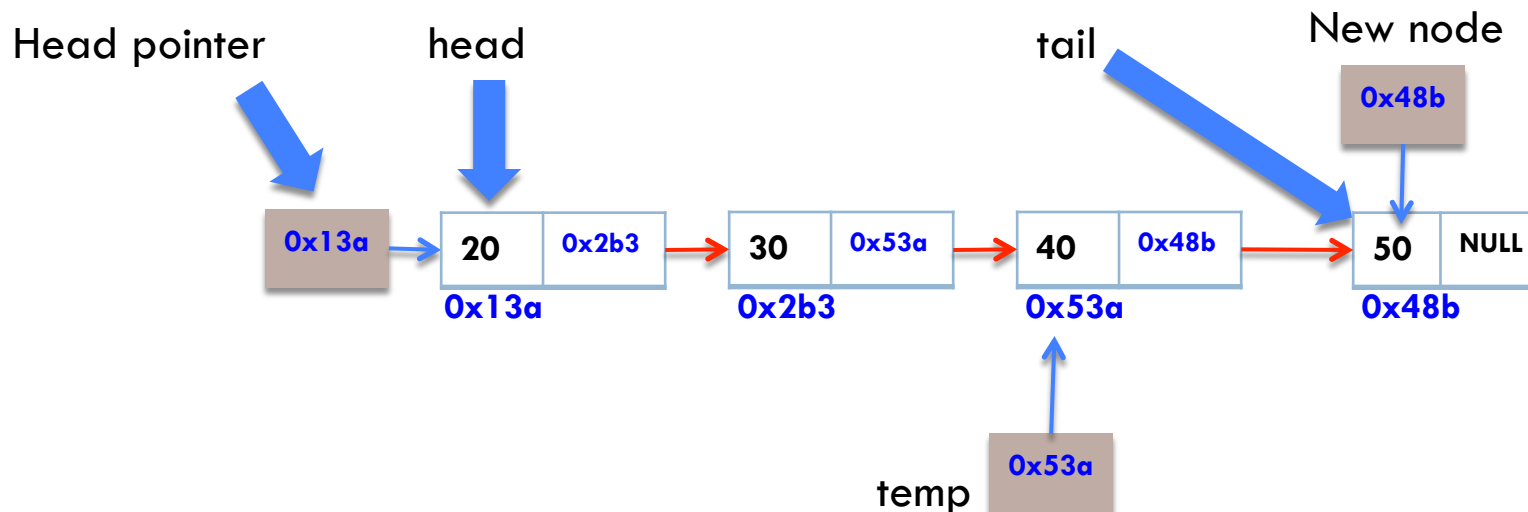 Head pointer
head
tail
New node
0x48b
0x13a
20
0x2b3
30
0x53a
40
0x48b
50
NULL
0x13a
0x2b3
0x53a
0x48b
0x53a
temp